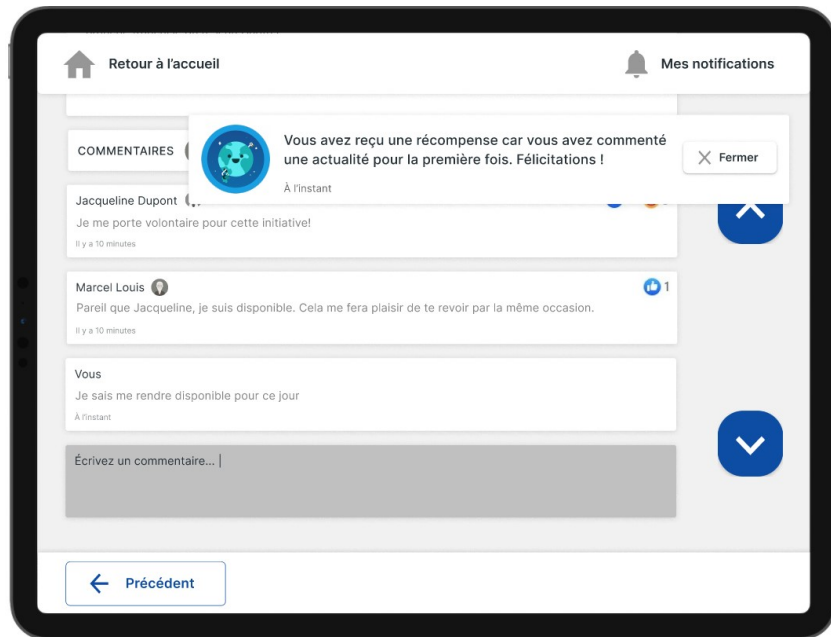 Retour à l'accueil
Mes notifications
COMMENTAIRES
Vous avez reçu une récompense car vous avez commenté
une actualité pour la première fois. Félicitations !
À l'instant
Fermer
Jacqueline Dupont
Je me porte volontaire pour cette initiative!
Il y a 10 minutes
Marcel Louis
1
Pareil que Jacqueline, je suis disponible. Cela me fera plaisir de te revoir par la même occasion.
Il y a 10 minutes
Vous
Je sais me rendre disponible pour ce jour
À l'instant
Écrivez un commentaire... |
Précédent